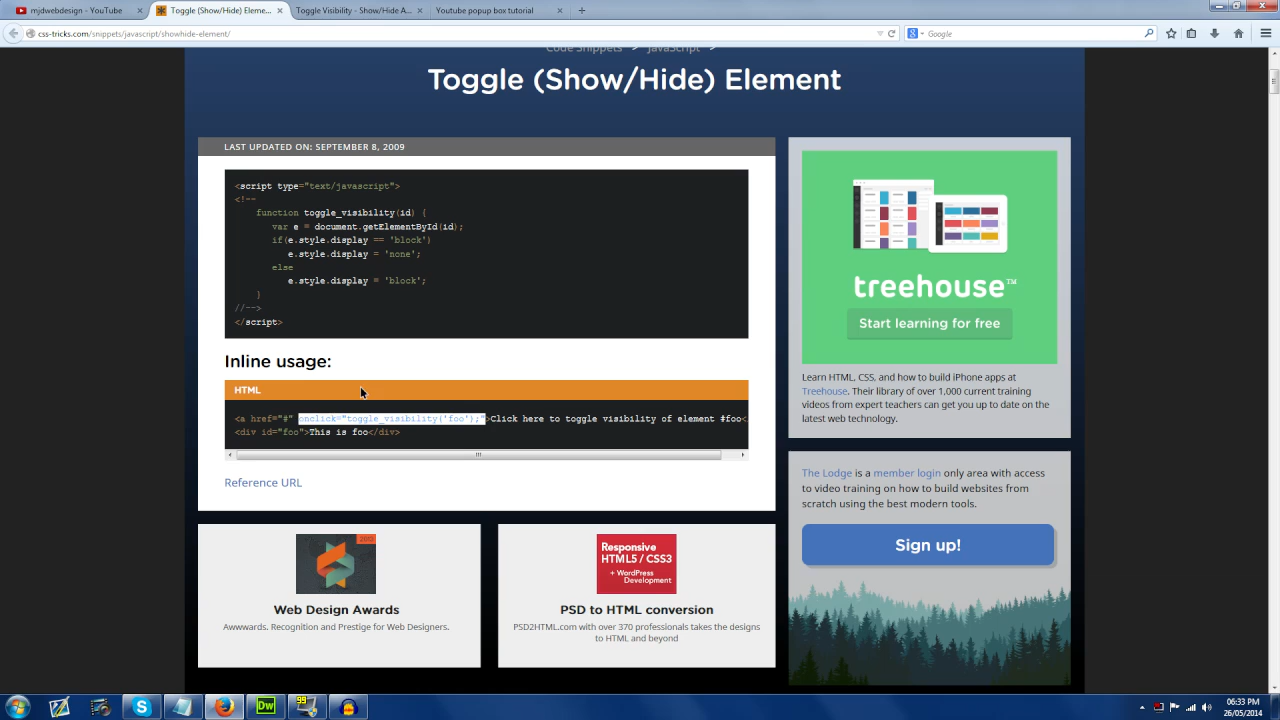 mjdwebdesign - YouTube
Toggle (Show/Hide) Eleme...
Toggle Visibility - Show/Hide A...
Youtube popup box tutorial
css-tricks.com/snippets/javascript/showhide-element/
Google
Code Snippets > JavaScript >
Toggle (Show/Hide) Element
LAST UPDATED ON: SEPTEMBER 8, 2009
<script type="text/javascript">
<!--
function toggle_visibility(id) {
var e = document.getElementById(id);
if(e.style.display == 'block')
e.style.display = 'none';
else
e.style.display = 'block';
}
//-->
</script>
Inline usage:
HTML
<a href="#" onclick="toggle_visibility('foo');">Click here to toggle visibility of element #foo<
<div id="foo">This is foo</div>
Reference URL
2013
Web Design Awards
Awwwards. Recognition and Prestige for Web Designers.
Responsive
HTML5 / CSS3
+ WordPress
Development
PSD to HTML conversion
PSD2HTML.com with over 370 professionals takes the designs
to HTML and beyond
treehouse™
Start learning for free
Learn HTML, CSS, and how to build iPhone apps at
Treehouse. Their library of over 1,000 current training
videos from expert teachers can get you up to date on the
latest web technology.
The Lodge is a member login only area with access
to video training on how to build websites from
scratch using the best modern tools.
Sign up!
S
Dw
99
06:33 PM
26/05/2014